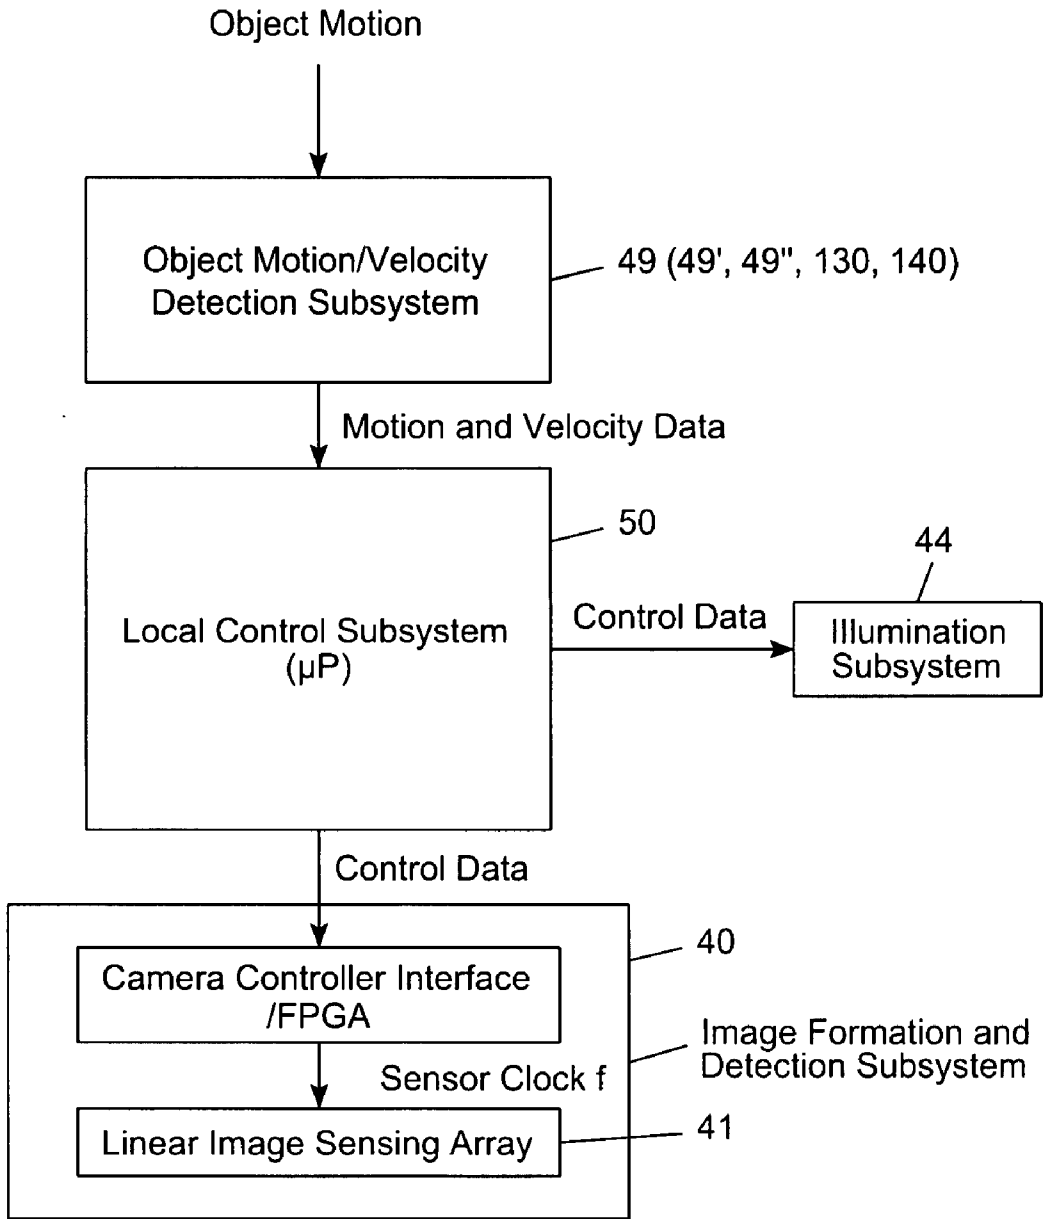 Object Motion
Object Motion/Velocity
Detection Subsystem
49 (49', 49", 130, 140)
Motion and Velocity Data
50
44
Local Control Subsystem
(µP)
Control Data
Illumination
Subsystem
Control Data
40
Camera Controller Interface
/FPGA
Image Formation and
Detection Subsystem
Sensor Clock f
Linear Image Sensing Array
41